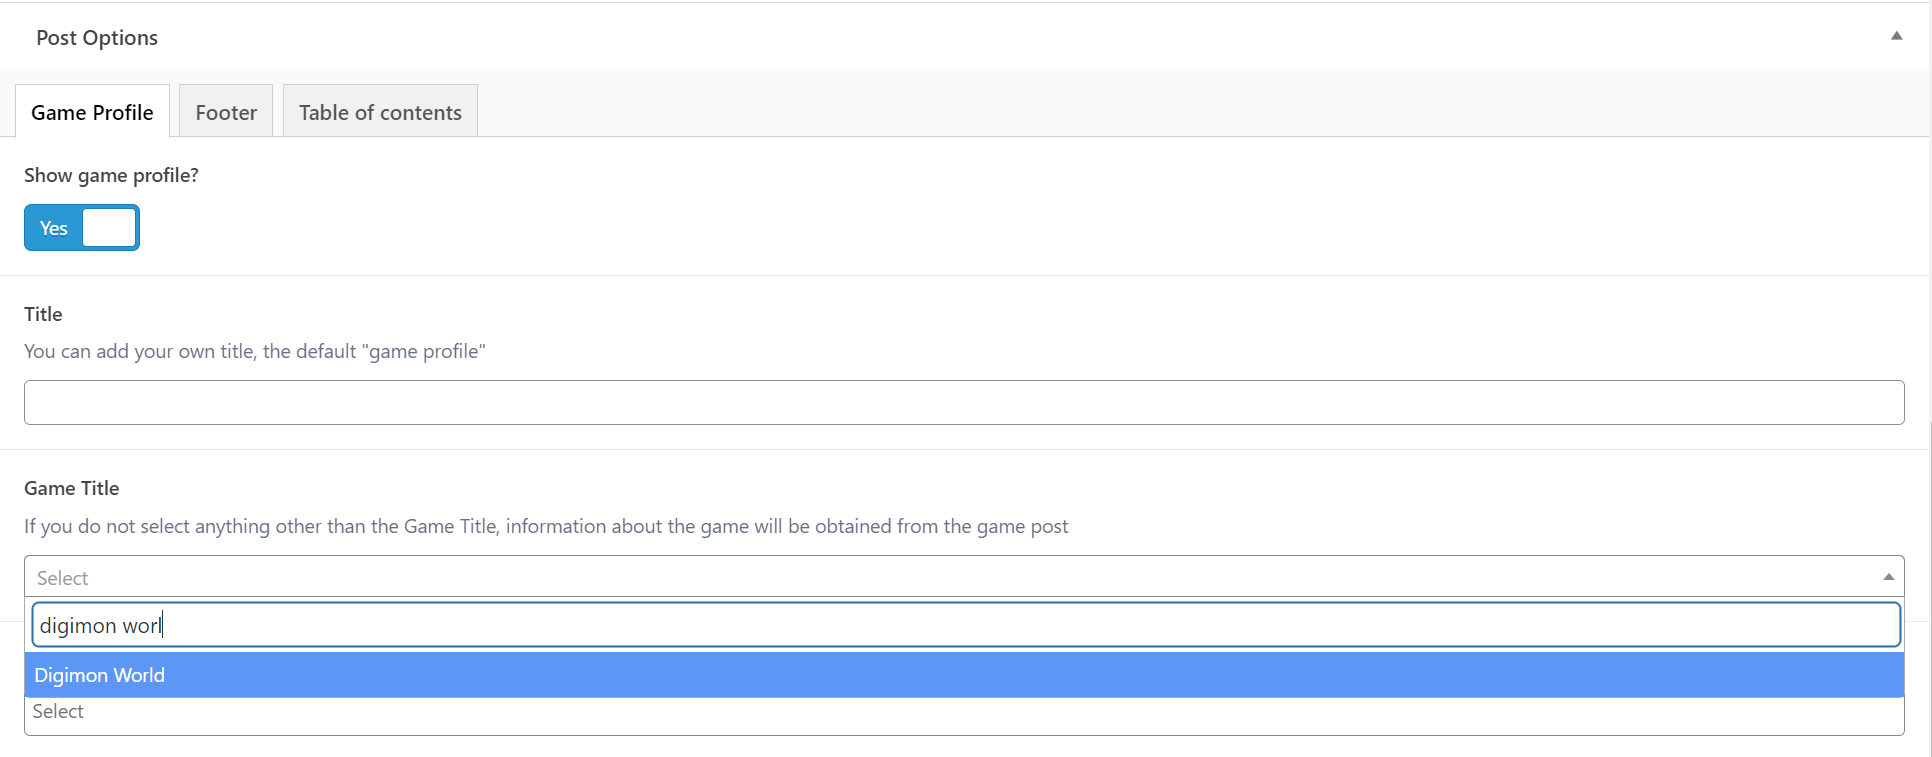 Post Options
Game Profile Footer Table of contents
Show game profile?
Yes
Title
You can add your own title, the default "game profile"
Game Title
If you do not select anything other than the Game Title, information about the game will be obtained from the game post
Select
digimon worl
Digimon World
Select